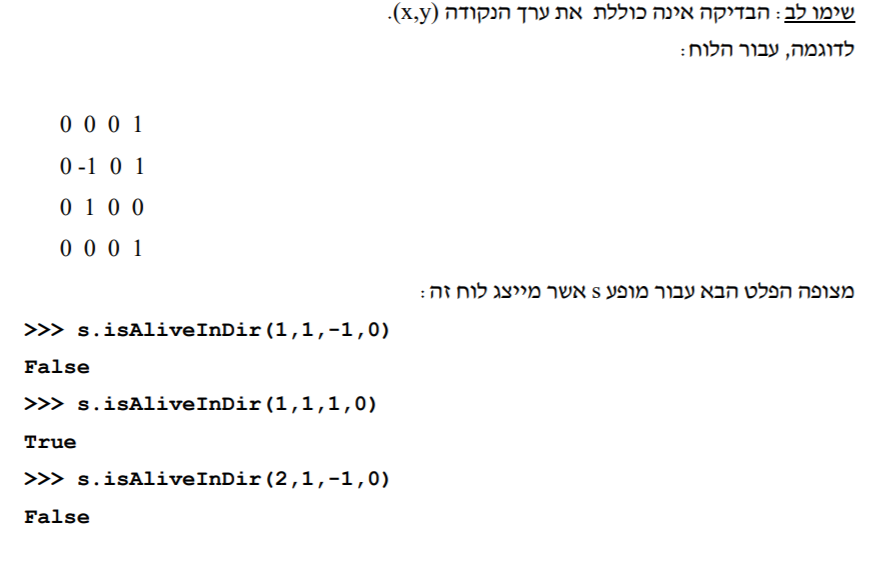 שימו לב : הבדיקה אינה כוללת את ערך הנקודה (x,y).
לדוגמה, עבור הלוח :
0 0 0 1
0 -1 0 1
0 1 0 0
0 0 0 1
מצופה הפלט הבא עבור מופע s אשר מייצג לוח זה :
>>> s.isAliveInDir(1,1,-1,0)
False
>>> s.isAliveInDir(1,1,1,0)
True
>>> s.isAliveInDir(2,1,-1,0)
False